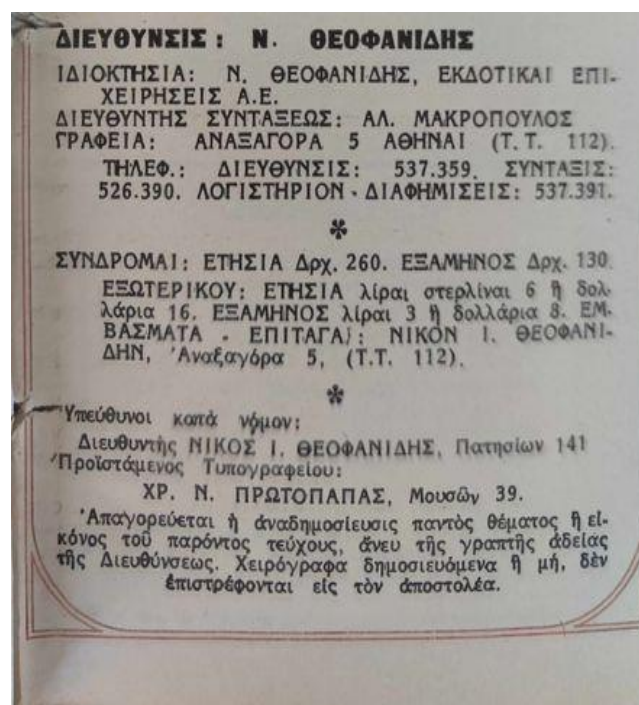 ΔΙΕΥΘΥΝΣΙΣ: Ν. ΘΕΟΦΑΝΙΔΗΣ
ΙΔΙΟΚΤΗΣΙΑ: Ν. ΘΕΟΦΑΝΙΔΗΣ, ΕΚΔΟΤΙΚΑΙ ΕΠΙ-
ΧΕΙΡΗΣΕΙΣ Α.Ε.
ΔΙΕΥΘΥΝΤΗΣ ΣΥΝΤΑΞΕΩΣ: ΑΛ. ΜΑΚΡΟΠΟΥΛΟΣ
ΓΡΑΦΕΙΑ: ΑΝΑΞΑΓΟΡΑ 5 ΑΘΗΝΑΙ (Τ.Τ. 112).
ΤΗΛΕΦ.: ΔΙΕΥΘΥΝΣΙΣ: 537.359. ΣΥΝΤΑΞΙΣ:
526.390. ΛΟΓΙΣΤΗΡΙΟΝ - ΔΙΑΦΗΜΙΣΕΙΣ: 537.391.
*
ΣΥΝΔΡΟΜΑΙ: ΕΤΗΣΙΑ Δρχ. 260. ΕΞΑΜΗΝΟΣ Δρχ. 130
ΕΞΩΤΕΡΙΚΟΥ: ΕΤΗΣΙΑ λίραι στερλίναι 6 ἤ δολ-
λάρια 16. ΕΞΑΜΗΝΟΣ λίραι 3 ἤ δολλάρια 8. ΕΜ-
ΒΑΣΜΑΤΑ - ΕΠΙΤΑΓΑΙ: ΝΙΚΟΝ Ι. ΘΕΟΦΑΝΙ-
ΔΗΝ, Ἀναξαγόρα 5, (Τ.Τ. 112).
*
Ὑπεύθυνοι κατὰ νόμον:
Διευθυντὴς ΝΙΚΟΣ Ι. ΘΕΟΦΑΝΙΔΗΣ, Πατησίων 141
Προϊστάμενος Τυπογραφείου:
ΧΡ. Ν. ΠΡΩΤΟΠΑΠΑΣ, Μουσῶν 39.
Ἀπαγορεύεται ἡ ἀναδημοσίευσις παντὸς θέματος ἤ εἰ-
κόνος τοῦ παρόντος τεύχους, ἄνευ τῆς γραπτῆς ἀδείας
τῆς Διευθύνσεως. Χειρόγραφα δημοσιευόμενα ἤ μή, δὲν
ἐπιστρέφονται εἰς τὸν ἀποστολέα.